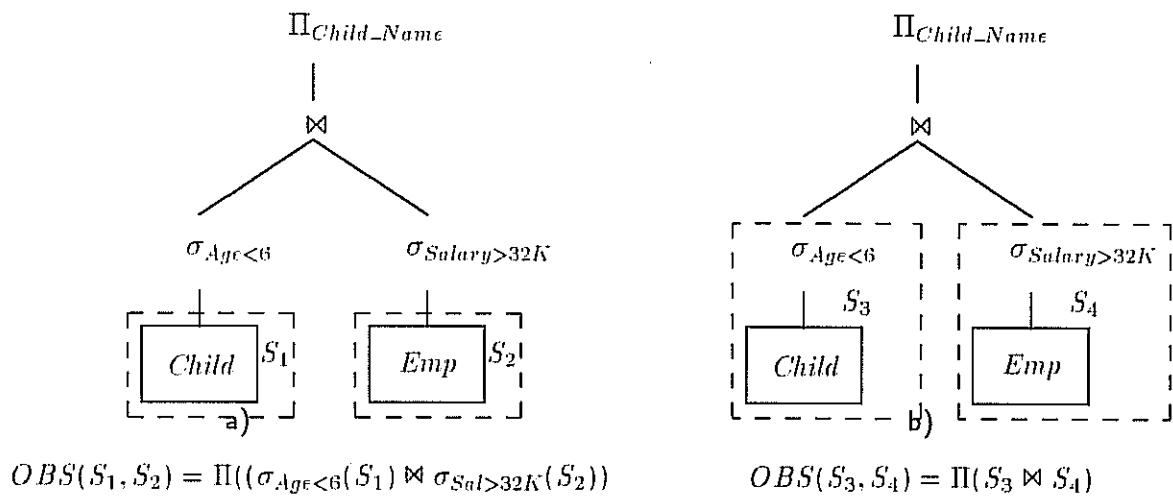 Π_{Child_Name} Π_{Child_Name}
⋈ ⋈
σ_{Age<6} σ_{Salary>32K} σ_{Age<6} σ_{Salary>32K}
S_3 S_4
Child S_1 Emp S_2 Child Emp
a) b)
OBS(S_1, S_2) = Π((σ_{Age<6}(S_1) ⋈ σ_{Sal>32K}(S_2)) OBS(S_3, S_4) = Π(S_3 ⋈ S_4)